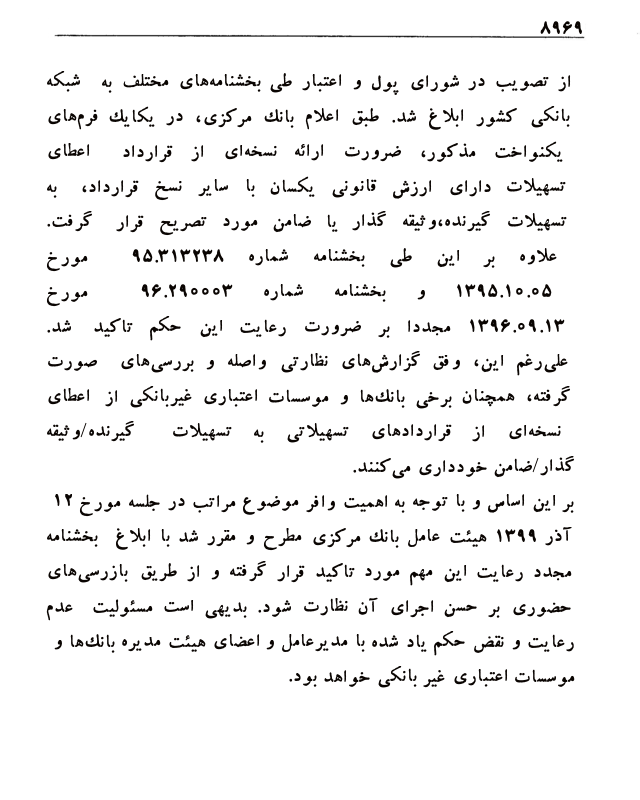 ۸۹۶۹
از تصویب در شورای پول و اعتبار طی بخشنامه‌های مختلف به شبکه
بانکی کشور ابلاغ شد. طبق اعلام بانك مرکزی، در یکایك فرم‌های
یکنواخت مذکور، ضرورت ارائه نسخه‌ای از قرارداد اعطای
تسهیلات دارای ارزش قانونی یکسان با سایر نسخ قرارداد، به
تسهیلات گیرنده،وثیقه گذار یا ضامن مورد تصریح قرار گرفت.
علاوه بر این طی بخشنامه شماره ۹۵.۳۱۳۲۳۸ مورخ
۱۳۹۵.۱۰.۰۵ و بخشنامه شماره ۹۶.۲۹۰۰۰۳ مورخ
۱۳۹۶.۰۹.۱۳ مجددا بر ضرورت رعایت این حکم تاکید شد.
علی‌رغم این، وفق گزارش‌های نظارتی واصله و بررسی‌های صورت
گرفته، همچنان برخی بانك‌ها و موسسات اعتباری غیربانکی از اعطای
نسخه‌ای از قراردادهای تسهیلاتی به تسهیلات گیرنده/وثیقه
گذار/ضامن خودداری می‌کنند.
بر این اساس و با توجه به اهمیت وافر موضوع مراتب در جلسه مورخ ۱۲
آذر ۱۳۹۹ هیئت عامل بانك مرکزی مطرح و مقرر شد با ابلاغ بخشنامه
مجدد رعایت این مهم مورد تاکید قرار گرفته و از طریق بازرسی‌های
حضوری بر حسن اجرای آن نظارت شود. بدیهی است مسئولیت عدم
رعایت و نقض حکم یاد شده با مدیرعامل و اعضای هیئت مدیره بانك‌ها و
موسسات اعتباری غیر بانکی خواهد بود.